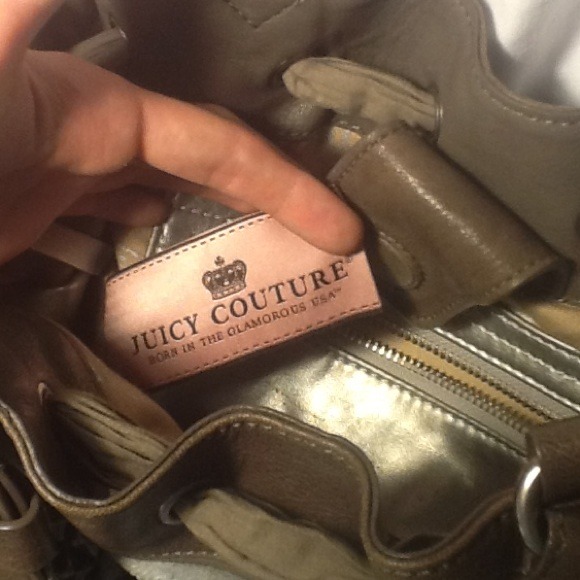 JUICY COUTURE
BORN IN THE GLAMOROUS USA™